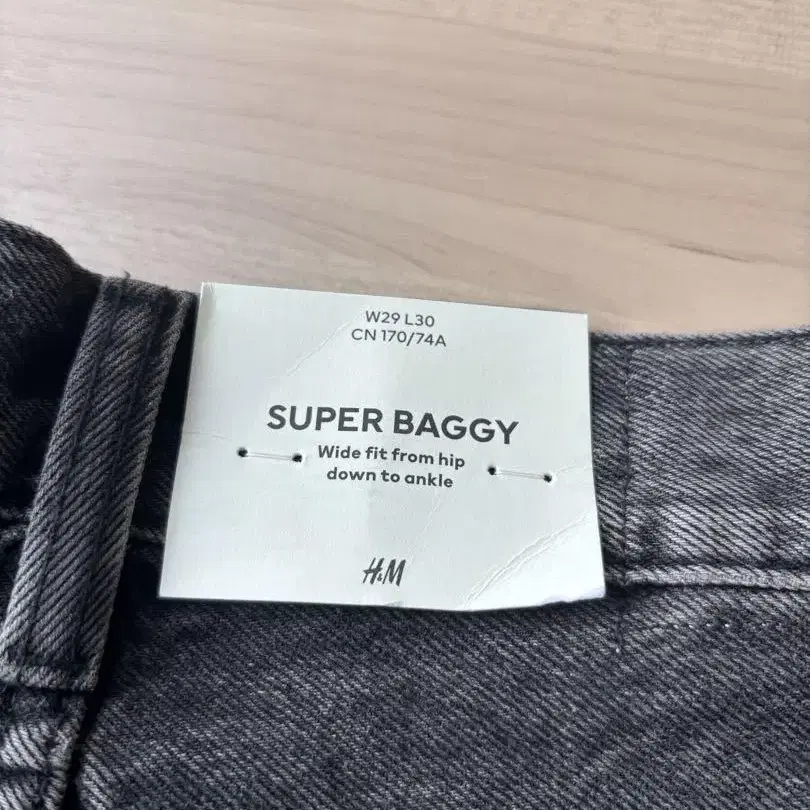 W29 L30
CN 170/74A
SUPER BAGGY
Wide fit from hip
down to ankle
H&M